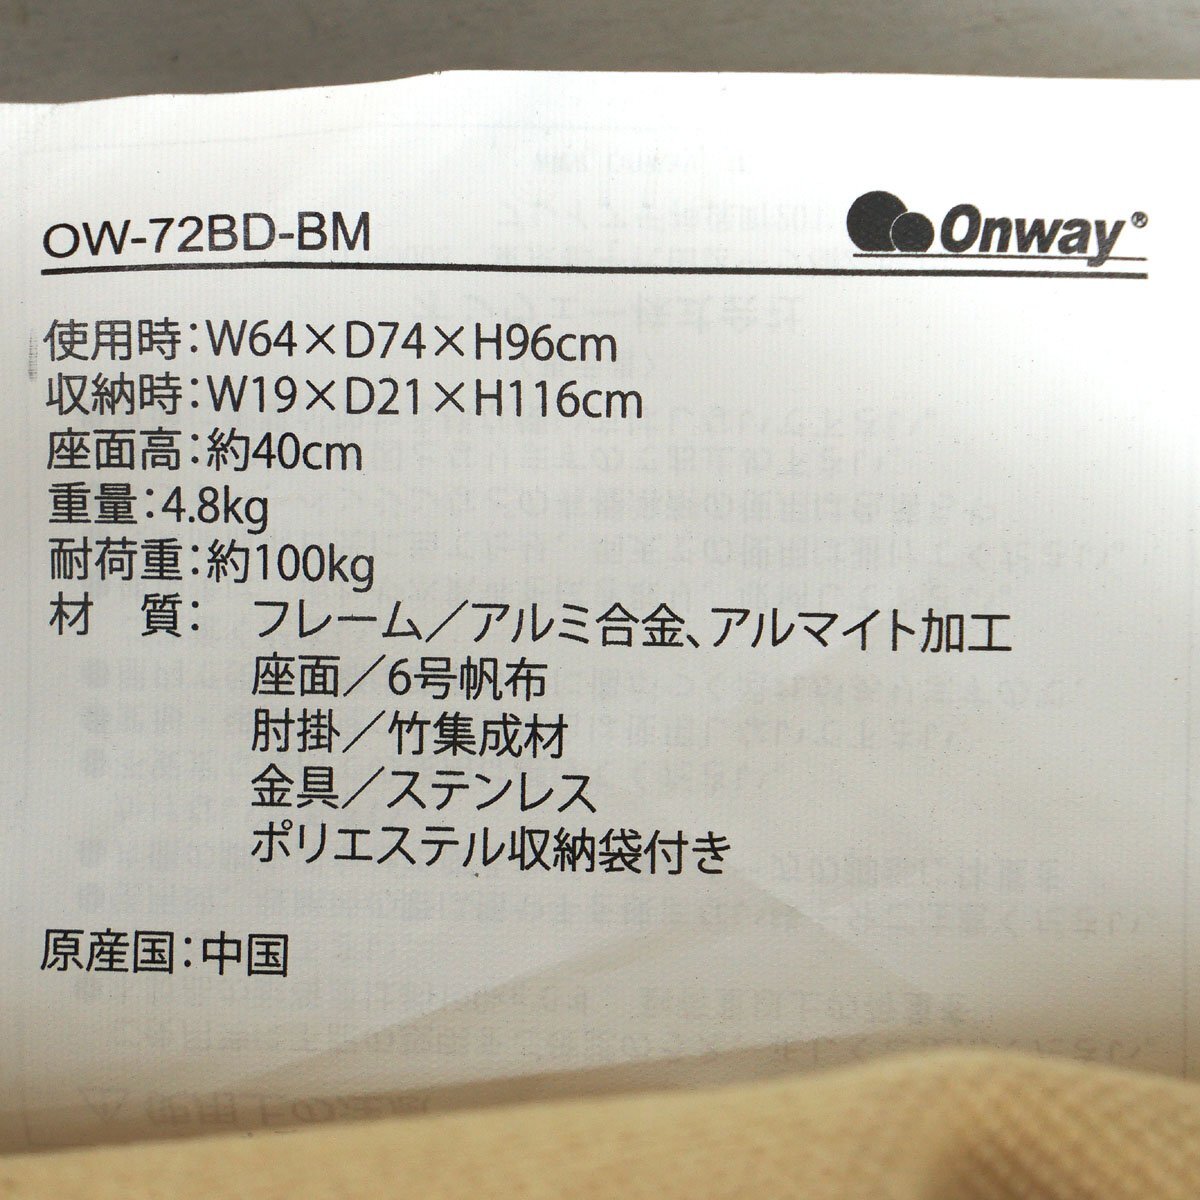 OW-72BD-BM
Onway®
使用時：W64×D74×H96cm
収納時：W19×D21×H116cm
座面高：約40cm
重量：4.8kg
耐荷重：約100kg
材　質：　フレーム／アルミ合金、アルマイト加工
座面／6号帆布
肘掛／竹集成材
金具／ステンレス
ポリエステル収納袋付き
原産国：中国